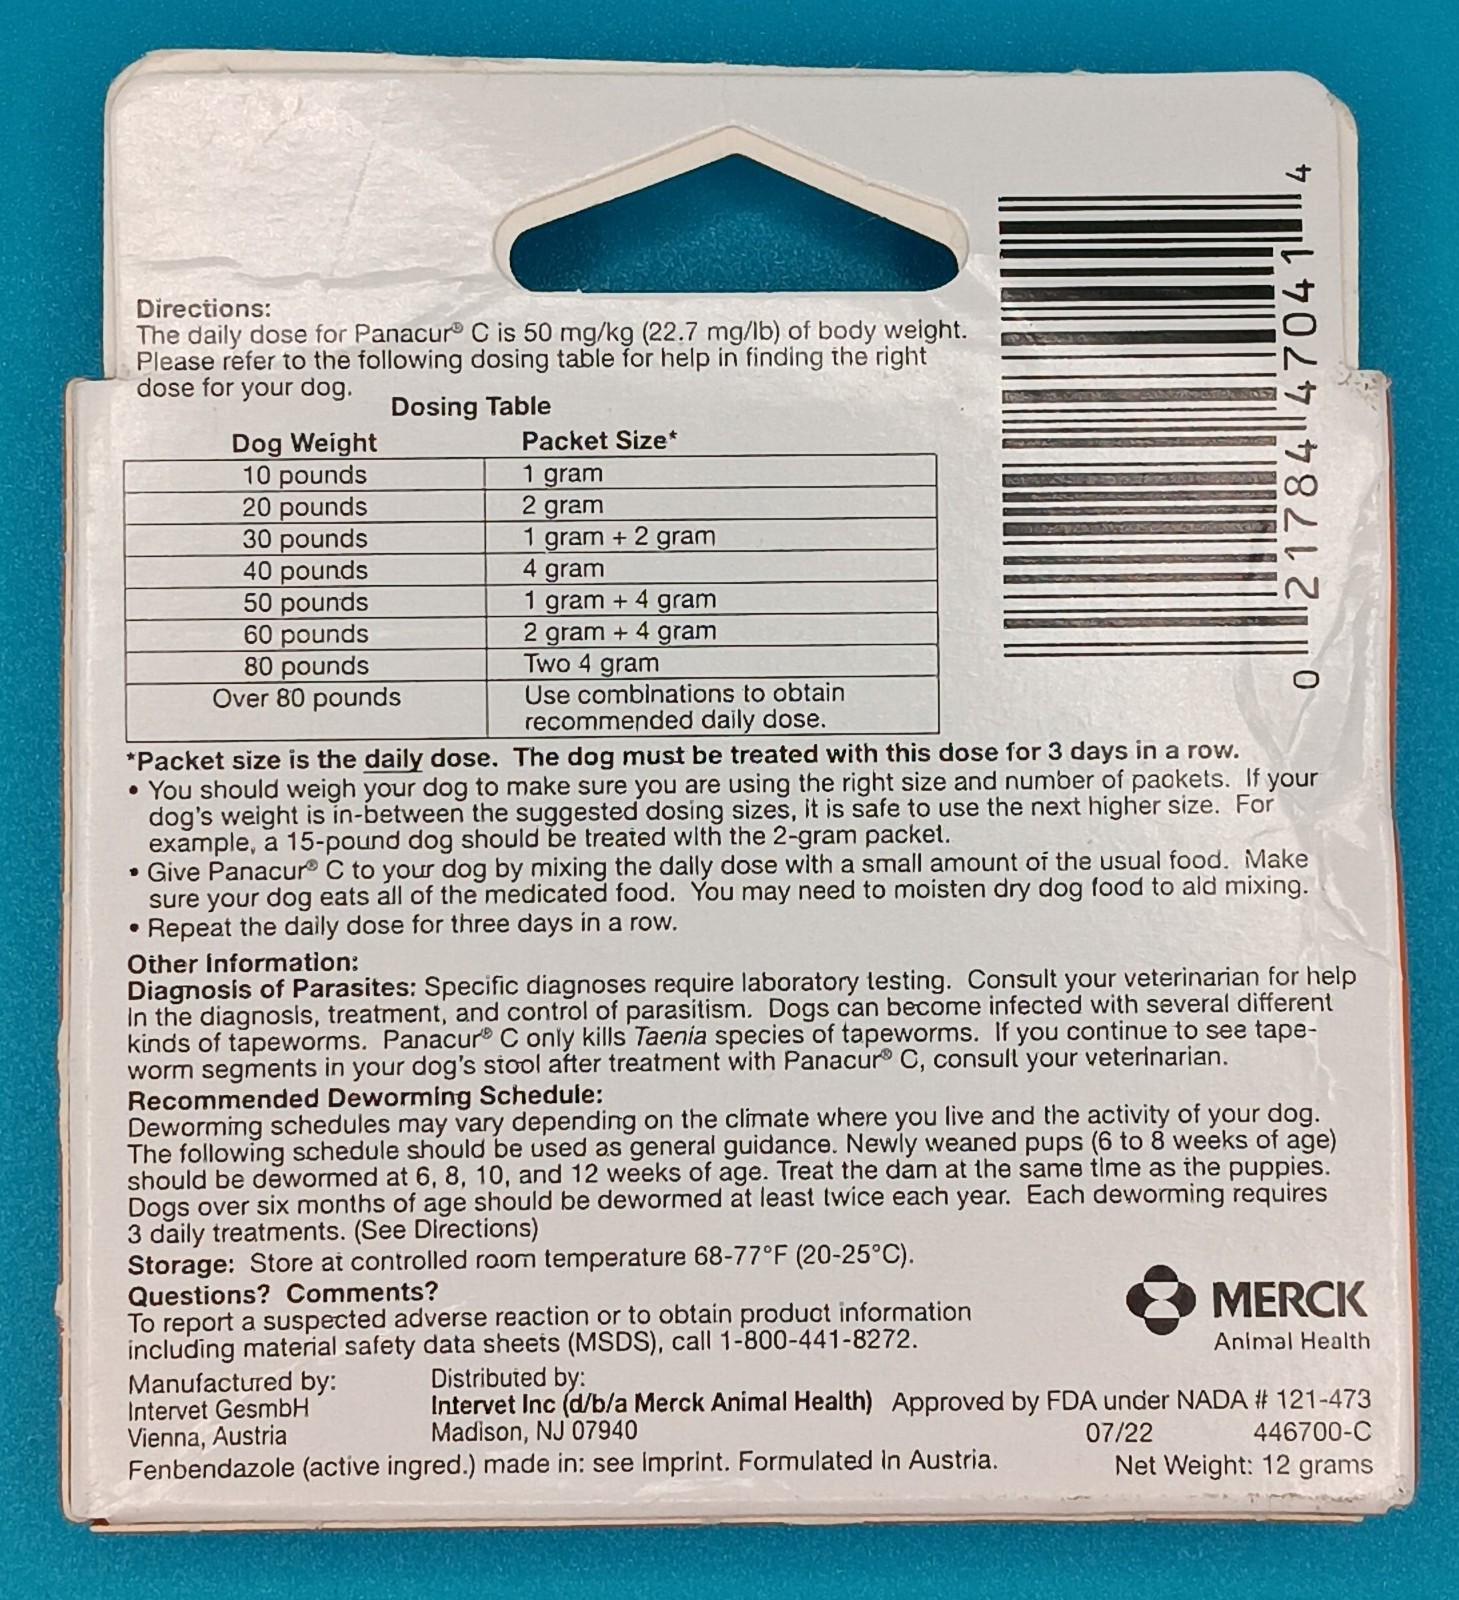 Directions:
The daily dose for Panacur® C is 50 mg/kg (22.7 mg/lb) of body weight.
Please refer to the following dosing table for help in finding the right
dose for your dog.
Dosing Table
Dog Weight Packet Size*
10 pounds 1 gram
20 pounds 2 gram
30 pounds 1 gram + 2 gram
40 pounds 4 gram
50 pounds 1 gram + 4 gram
60 pounds 2 gram + 4 gram
80 pounds Two 4 gram
Over 80 pounds Use combinations to obtain
recommended daily dose.
*Packet size is the daily dose. The dog must be treated with this dose for 3 days in a row.
• You should weigh your dog to make sure you are using the right size and number of packets. If your
dog's weight is in-between the suggested dosing sizes, it is safe to use the next higher size. For
example, a 15-pound dog should be treated with the 2-gram packet.
• Give Panacur® C to your dog by mixing the daily dose with a small amount of the usual food. Make
sure your dog eats all of the medicated food. You may need to moisten dry dog food to aid mixing.
• Repeat the daily dose for three days in a row.
Other Information:
Diagnosis of Parasites: Specific diagnoses require laboratory testing. Consult your veterinarian for help
in the diagnosis, treatment, and control of parasitism. Dogs can become infected with several different
kinds of tapeworms. Panacur® C only kills Taenia species of tapeworms. If you continue to see tape-
worm segments in your dog's stool after treatment with Panacur® C, consult your veterinarian.
Recommended Deworming Schedule:
Deworming schedules may vary depending on the climate where you live and the activity of your dog.
The following schedule should be used as general guidance. Newly weaned pups (6 to 8 weeks of age)
should be dewormed at 6, 8, 10, and 12 weeks of age. Treat the dam at the same time as the puppies.
Dogs over six months of age should be dewormed at least twice each year. Each deworming requires
3 daily treatments. (See Directions)
Storage: Store at controlled room temperature 68-77°F (20-25°C).
Questions? Comments?
To report a suspected adverse reaction or to obtain product information
including material safety data sheets (MSDS), call 1-800-441-8272.
MERCK
Animal Health
Manufactured by:
Intervet GesmbH
Vienna, Austria
Distributed by:
Intervet Inc (d/b/a Merck Animal Health)
Madison, NJ 07940
Approved by FDA under NADA # 121-473
07/22 446700-C
Fenbendazole (active ingred.) made in: see Imprint. Formulated in Austria.
Net Weight: 12 grams
0 21784 47041 4